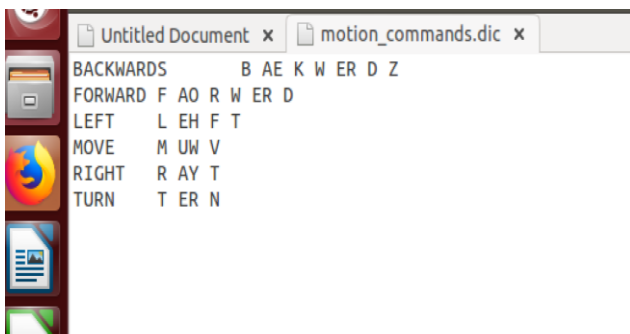 Untitled Document x motion_commands.dic x
BACKWARDS B AE K W ER D Z
FORWARD F AO R W ER D
LEFT L EH F T
MOVE M UW V
RIGHT R AY T
TURN T ER N